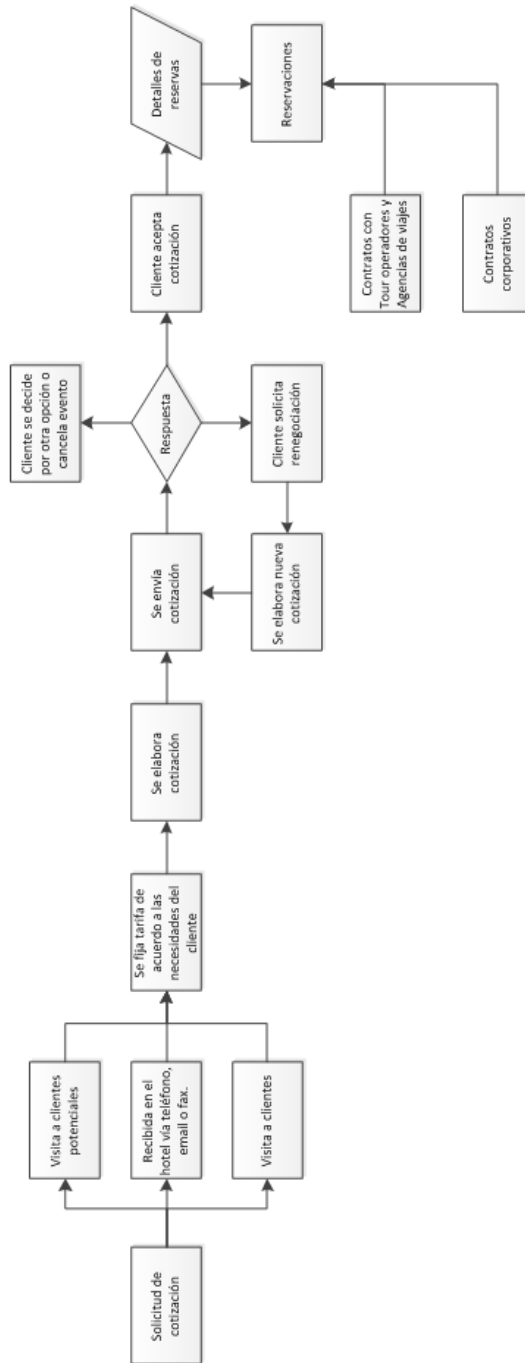 Solicitud de
cotización
Visita a clientes
potenciales
Recibida en el
hotel vía teléfono,
email o fax.
Visita a clientes
Se fija tarifa de
acuerdo a las
necesidades del
cliente
Se elabora
cotización
Se envía
cotización
Respuesta
Cliente se decide
por otra opción o
cancela evento
Cliente solicita
renegociación
Se elabora nueva
cotización
Cliente acepta
cotización
Detalles de
reservas
Reservaciones
Contratos con
Tour operadores y
Agencias de viajes
Contratos
corporativos